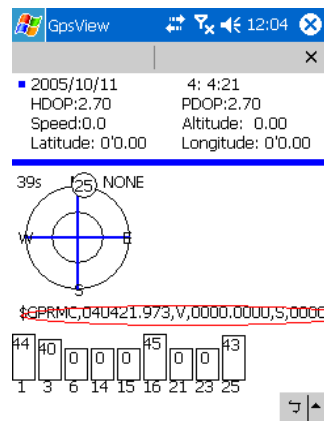 GpsView 12:04
2005/10/11 4: 4:21
HDOP:2.70 PDOP:2.70
Speed:0.0 Altitude: 0.00
Latitude: 0'0.00 Longitude: 0'0.00
39s 25 NONE
W E
S
$GPRMC,040421.973,V,0000.0000,S,0000
44 40 0 0 0 45 0 0 43
1 3 6 14 15 16 21 23 25